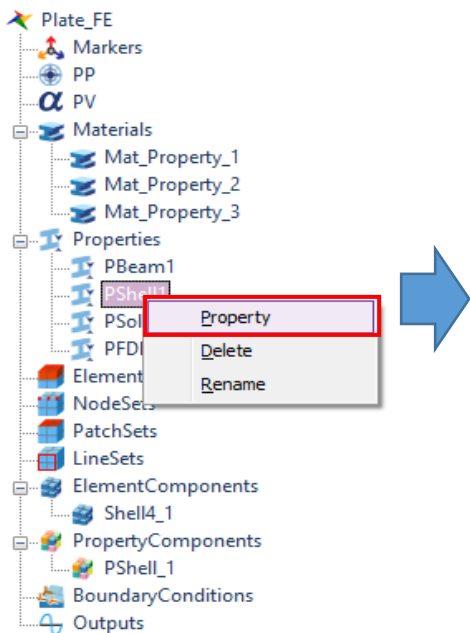 Plate_FE
Markers
PP
α PV
Materials
Mat_Property_1
Mat_Property_2
Mat_Property_3
Properties
PBeam1
PShell1
Property
Delete
Rename
NodeSets
PatchSets
LineSets
ElementComponents
Shell4_1
PropertyComponents
PShell_1
BoundaryConditions
Outputs